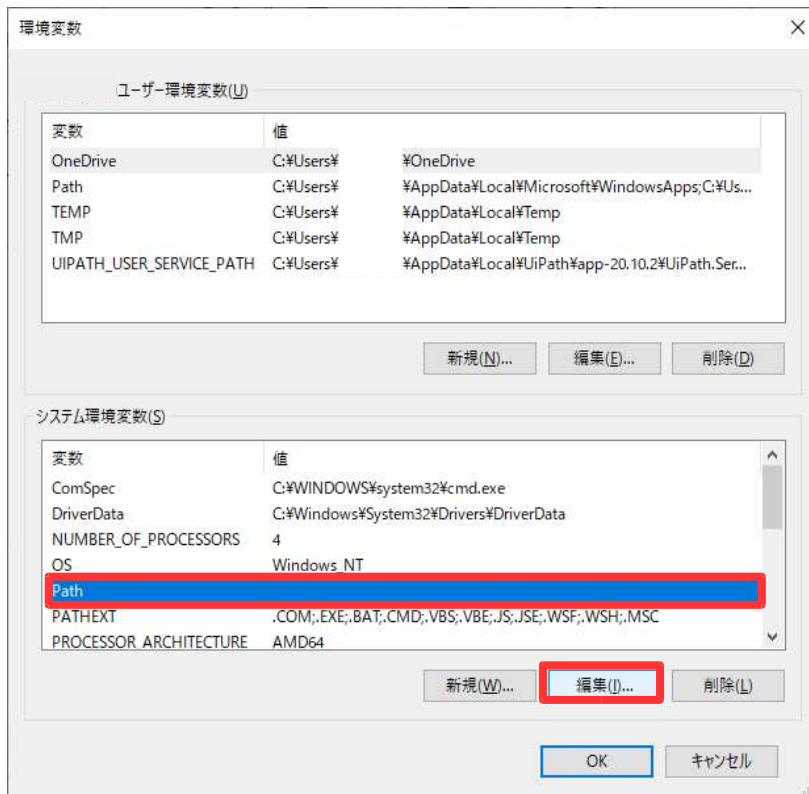 環境変数
ユーザー環境変数(U)
変数 値
OneDrive C:¥Users¥ ¥OneDrive
Path C:¥Users¥ ¥AppData¥Local¥Microsoft¥WindowsApps;C:¥Us...
TEMP C:¥Users¥ ¥AppData¥Local¥Temp
TMP C:¥Users¥ ¥AppData¥Local¥Temp
UIPATH_USER_SERVICE_PATH C:¥Users¥ ¥AppData¥Local¥UiPath¥app-20.10.2¥UiPath.Ser...
新規(N)... 編集(E)... 削除(D)
システム環境変数(S)
変数 値
ComSpec C:¥WINDOWS¥system32¥cmd.exe
DriverData C:¥Windows¥System32¥Drivers¥DriverData
NUMBER_OF_PROCESSORS 4
OS Windows_NT
Path
PATHEXT .COM;.EXE;.BAT;.CMD;.VBS;.VBE;.JS;.JSE;.WSF;.WSH;.MSC
PROCESSOR_ARCHITECTURE AMD64
新規(W)... 編集(I)... 削除(L)
OK キャンセル